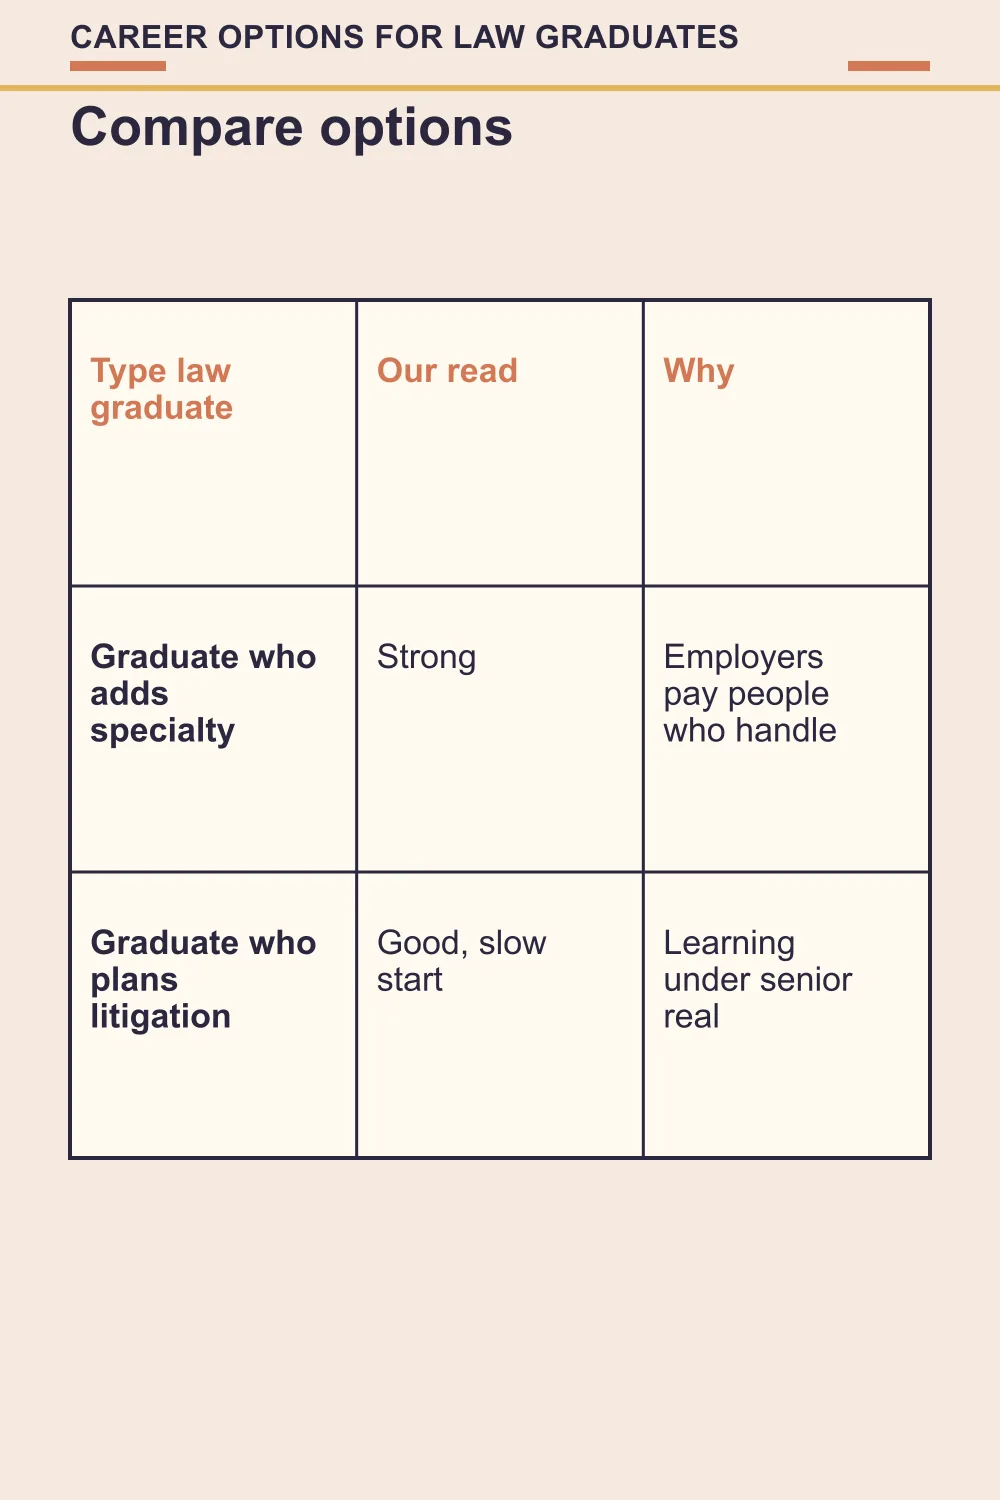 CAREER OPTIONS FOR LAW GRADUATES
Compare options
Type law
graduate
Our read
Why
Graduate who
adds
specialty
Strong
Employers
pay people
who handle
Graduate who
plans
litigation
Good, slow
start
Learning
under senior
real